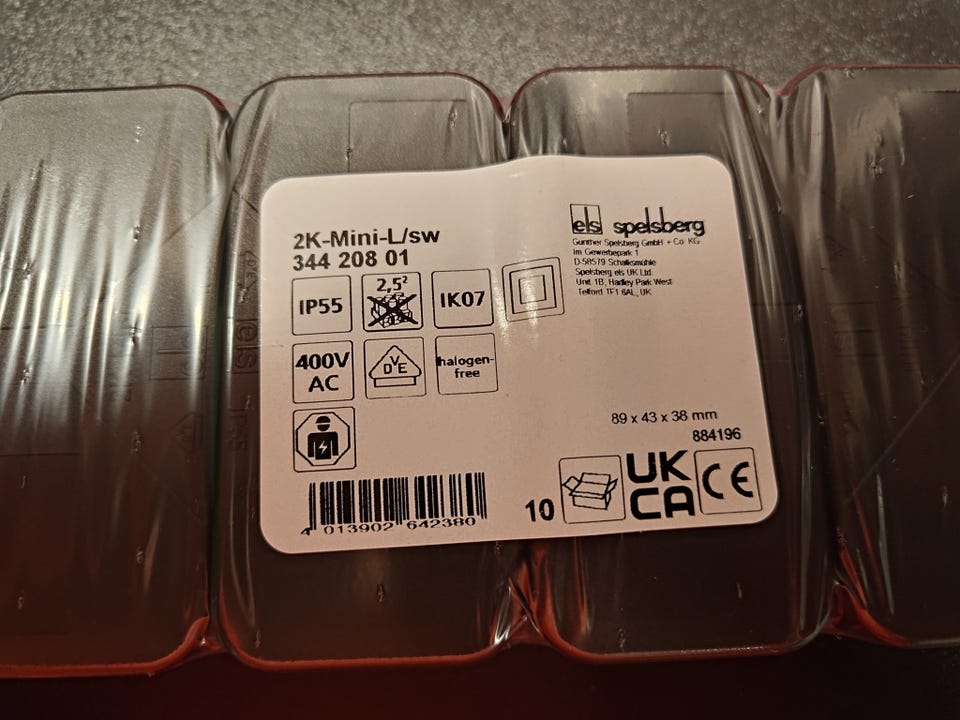 2K-Mini-L/sw
344 208 01
els spelsberg
Günther Spelsberg GmbH + Co. KG
Im Gewerbepark 1
D-58579 Schalksmühle
Spelsberg els UK Ltd.
Unit 1B, Hadley Park West
Telford TF1 6AL, UK
IP55
2,5²
IK07
400V
AC
VDE
halogen-
free
89 x 43 x 38 mm
884196
4 013902 642380
10
UK
CA
CE